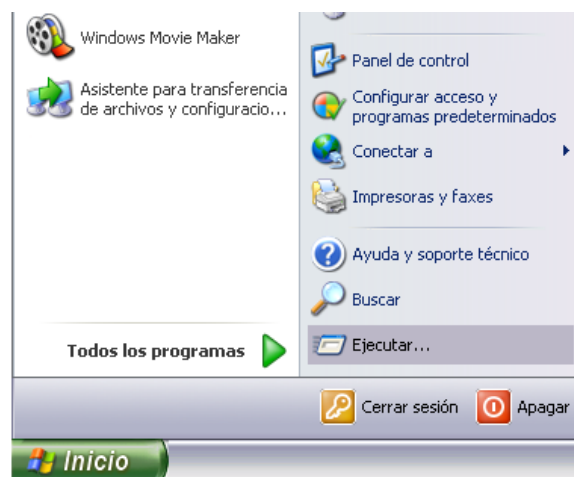 Windows Movie Maker
Asistente para transferencia
de archivos y configuracio...
Todos los programas
Panel de control
Configurar acceso y
programas predeterminados
Conectar a
Impresoras y faxes
Ayuda y soporte técnico
Buscar
Ejecutar...
Cerrar sesión
Apagar
Inicio